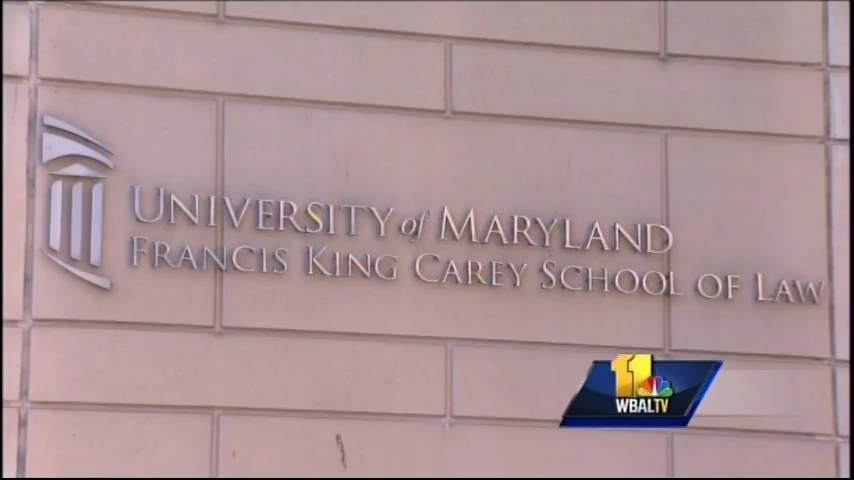 UNIVERSITY of MARYLAND
FRANCIS KING CAREY SCHOOL OF LAW
11
WBALTV